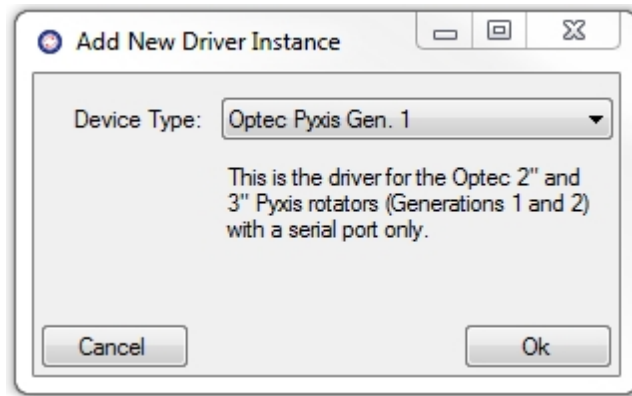 Add New Driver Instance
Device Type: Optec Pyxis Gen. 1
This is the driver for the Optec 2" and
3" Pyxis rotators (Generations 1 and 2)
with a serial port only.
Cancel Ok